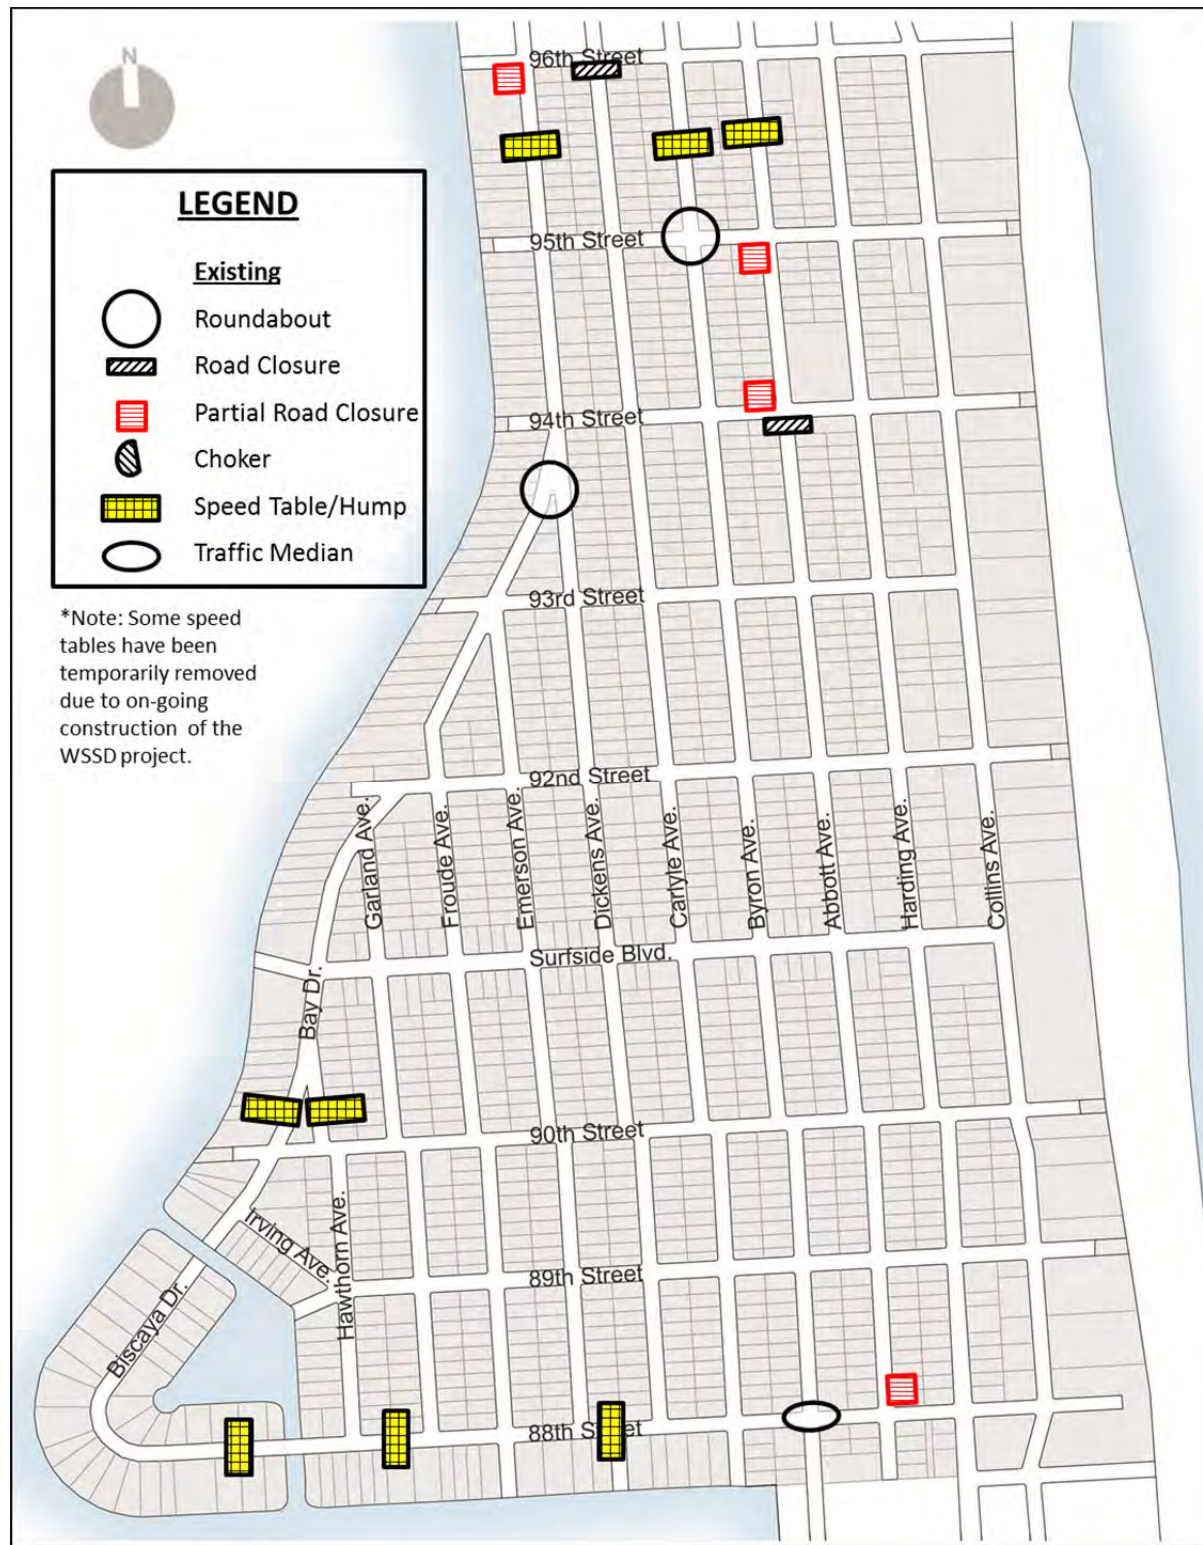 N
LEGEND
Existing
Roundabout
Road Closure
Partial Road Closure
Choker
Speed Table/Hump
Traffic Median
*Note: Some speed
tables have been
temporarily removed
due to on-going
construction of the
WSSD project.
96th Street
95th Street
94th Street
93rd Street
92nd Street
Garland Ave.
Froude Ave.
Emerson Ave.
Dickens Ave.
Carlyle Ave.
Byron Ave.
Abbott Ave.
Harding Ave.
Collins Ave.
Surfside Blvd.
Bay Dr.
90th Street
Irving Ave.
Hawthorn Ave.
89th Street
Biscaya Dr.
88th Street